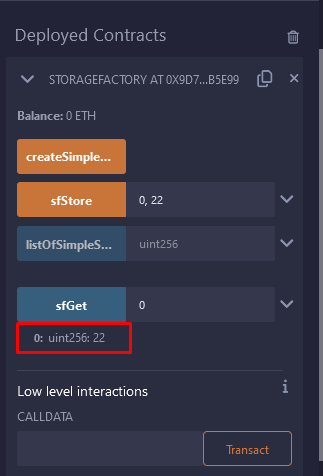 Deployed Contracts
STORAGEFACTORY AT 0X9D7...B5E99
Balance: 0 ETH
createSimple...
sfStore 0, 22
listOfSimpleS... uint256
sfGet 0
0: uint256: 22
Low level interactions
CALLDATA
Transact